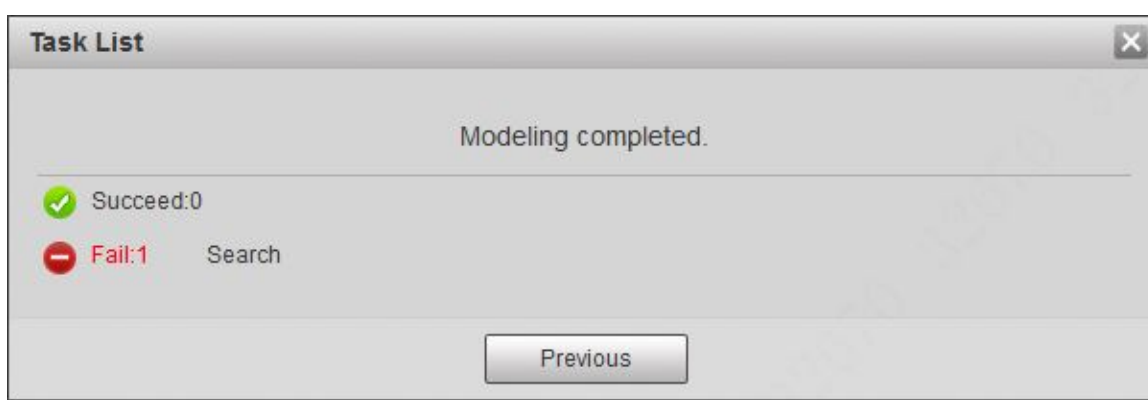 Task List
Modeling completed.
Succeed:0
Fail:1 Search
Previous